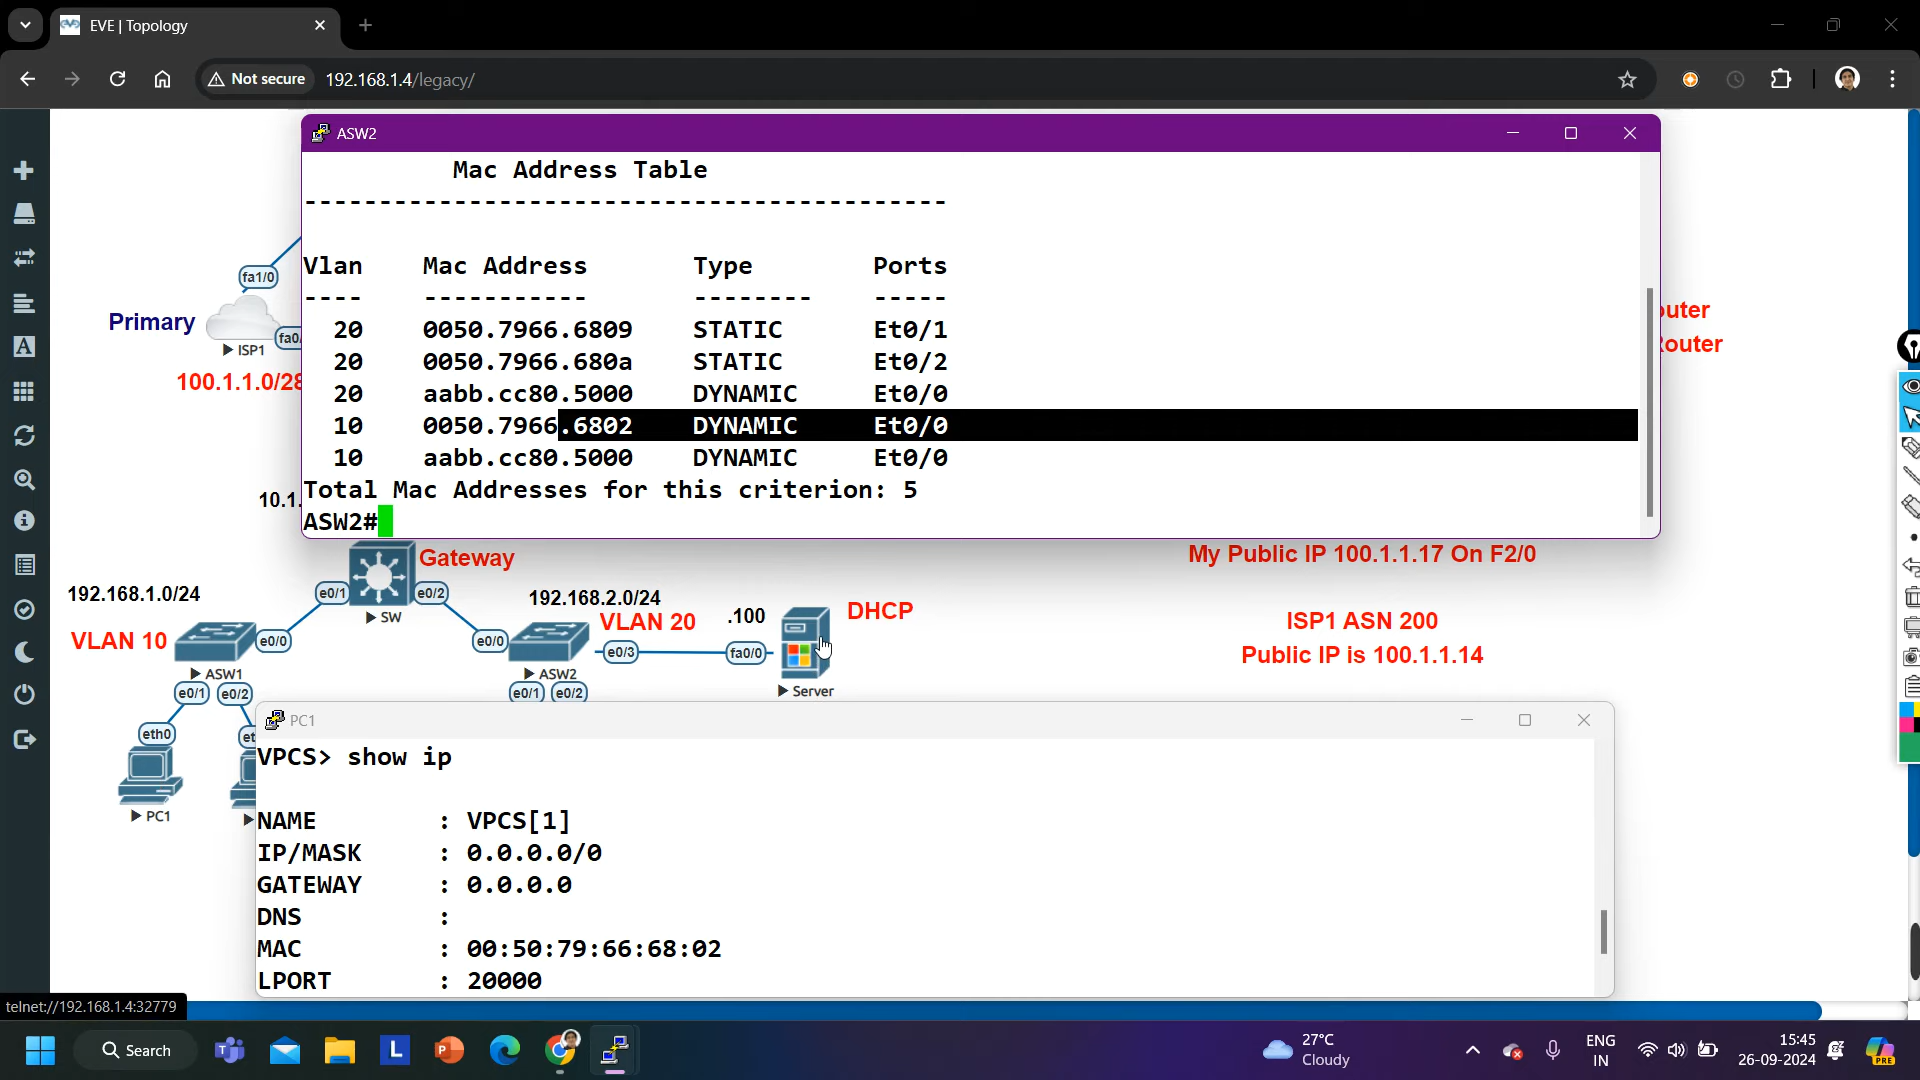 EVE | Topology
Not secure
192.168.1.4/legacy/
ASW2
Mac Address Table
-------------------------------------------
Vlan Mac Address Type Ports
---- ----------- -------- -----
20 0050.7966.6809 STATIC Et0/1
20 0050.7966.680a STATIC Et0/2
20 aabb.cc80.5000 DYNAMIC Et0/0
10 0050.7966.6802 DYNAMIC Et0/0
10 aabb.cc80.5000 DYNAMIC Et0/0
Total Mac Addresses for this criterion: 5
ASW2#
fa1/0
Primary
ISP1
fa0/
100.1.1.0/28
10.1.
outer
Router
Gateway
My Public IP 100.1.1.17 On F2/0
192.168.1.0/24
e0/1
e0/2
SW
192.168.2.0/24
VLAN 20
.100
DHCP
ISP1 ASN 200
Public IP is 100.1.1.14
VLAN 10
e0/0
e0/0
e0/3
fa0/0
ASW1
ASW2
Server
e0/1
e0/2
e0/1
e0/2
eth0
et
PC1
PC1
VPCS> show ip
NAME : VPCS[1]
IP/MASK : 0.0.0.0/0
GATEWAY : 0.0.0.0
DNS :
MAC : 00:50:79:66:68:02
LPORT : 20000
telnet://192.168.1.4:32779
Search
27°C
Cloudy
ENG
IN
15:45
26-09-2024
PRE